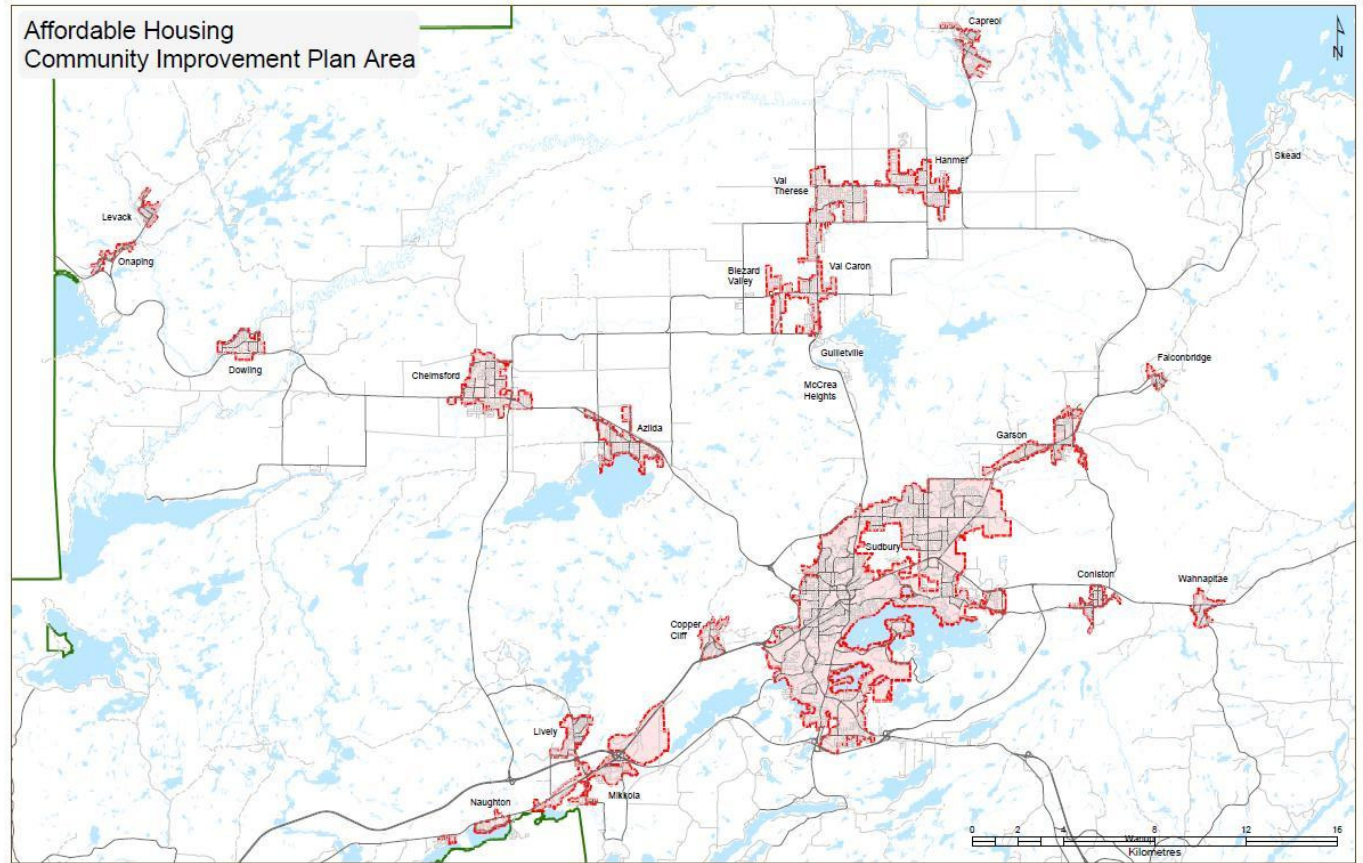 Affordable Housing
Community Improvement Plan Area
Capreol
N
Skead
Hanmer
Val
Therese
Levack
Onaping
Val Caron
Blezard
Valley
Guilletville
Falconbridge
Dowling
Chelmsford
McCrea
Heights
Azilda
Garson
Sudbury
Coniston
Wahnapitae
Copper
Cliff
Lively
Mikkola
Naughton
0 2 4 8 12 16
Kilometres